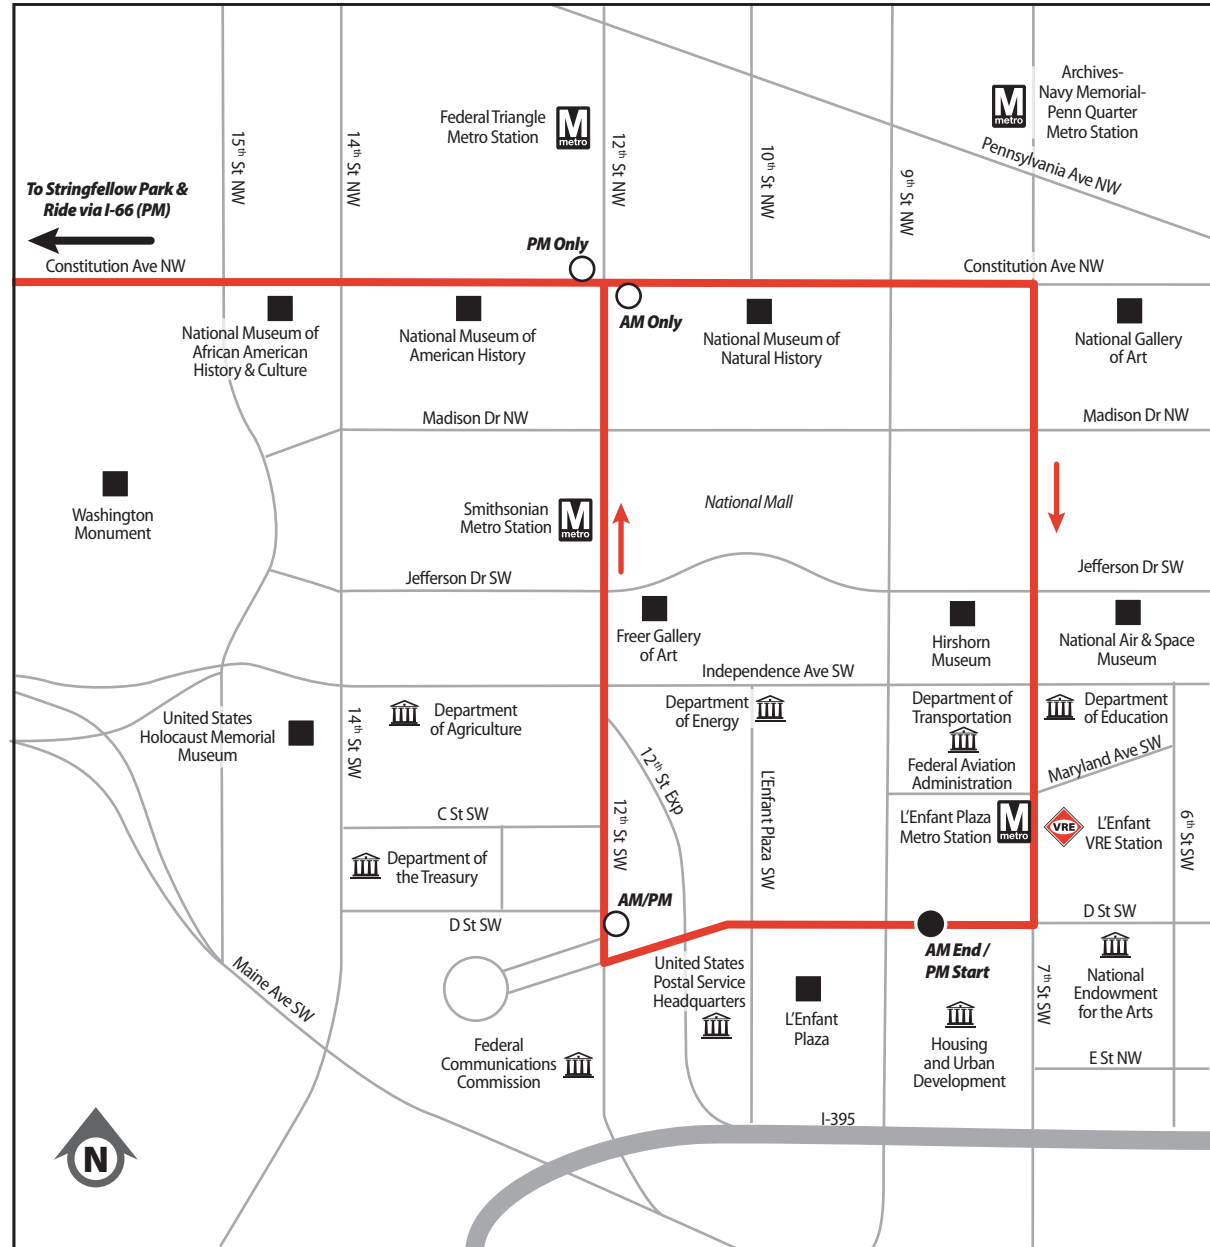 Archives-
Navy Memorial-
Penn Quarter
Metro Station
M
metro
Federal Triangle
Metro Station
M
metro
15th St NW
14th St NW
12th St NW
10th St NW
9th St NW
Pennsylvania Ave NW
To Stringfellow Park &
Ride via I-66 (PM)
PM Only
Constitution Ave NW
Constitution Ave NW
AM Only
National Museum of
African American
History & Culture
National Museum of
American History
National Museum of
Natural History
National Gallery
of Art
Madison Dr NW
Madison Dr NW
Washington
Monument
Smithsonian
Metro Station
M
metro
National Mall
Jefferson Dr SW
Jefferson Dr SW
Freer Gallery
of Art
Hirshorn
Museum
National Air & Space
Museum
Independence Ave SW
United States
Holocaust Memorial
Museum
14th St SW
Department
of Agriculture
Department
of Energy
Department of
Transportation
Federal Aviation
Administration
Department
of Education
Maryland Ave SW
12th St Exp
L'Enfant Plaza SW
C St SW
12th St SW
L'Enfant Plaza
Metro Station
M
metro
VRE
L'Enfant
VRE Station
6th St SW
Department of
the Treasury
AM/PM
D St SW
D St SW
AM End /
PM Start
United States
Postal Service
Headquarters
L'Enfant
Plaza
Housing
and Urban
Development
7th St SW
National
Endowment
for the Arts
E St NW
Maine Ave SW
Federal
Communications
Commission
I-395
N